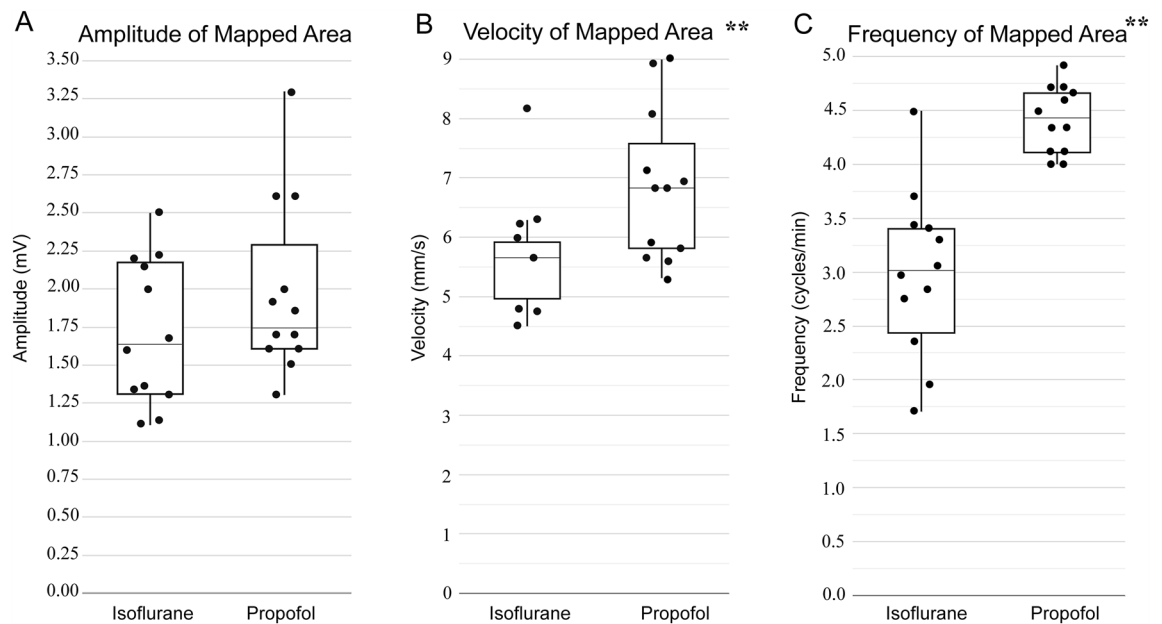 A
Amplitude of Mapped Area
3.50
3.25
3.00
2.75
2.50
2.25
2.00
1.75
1.50
1.25
1.00
0.75
0.50
0.25
0.00
Amplitude (mV)
Isoflurane
Propofol
B
Velocity of Mapped Area **
9
8
7
6
5
4
3
2
1
0
Velocity (mm/s)
Isoflurane
Propofol
C
Frequency of Mapped Area **
5.0
4.5
4.0
3.5
3.0
2.5
2.0
1.5
1.0
0.5
0.0
Frequency (cycles/min)
Isoflurane
Propofol